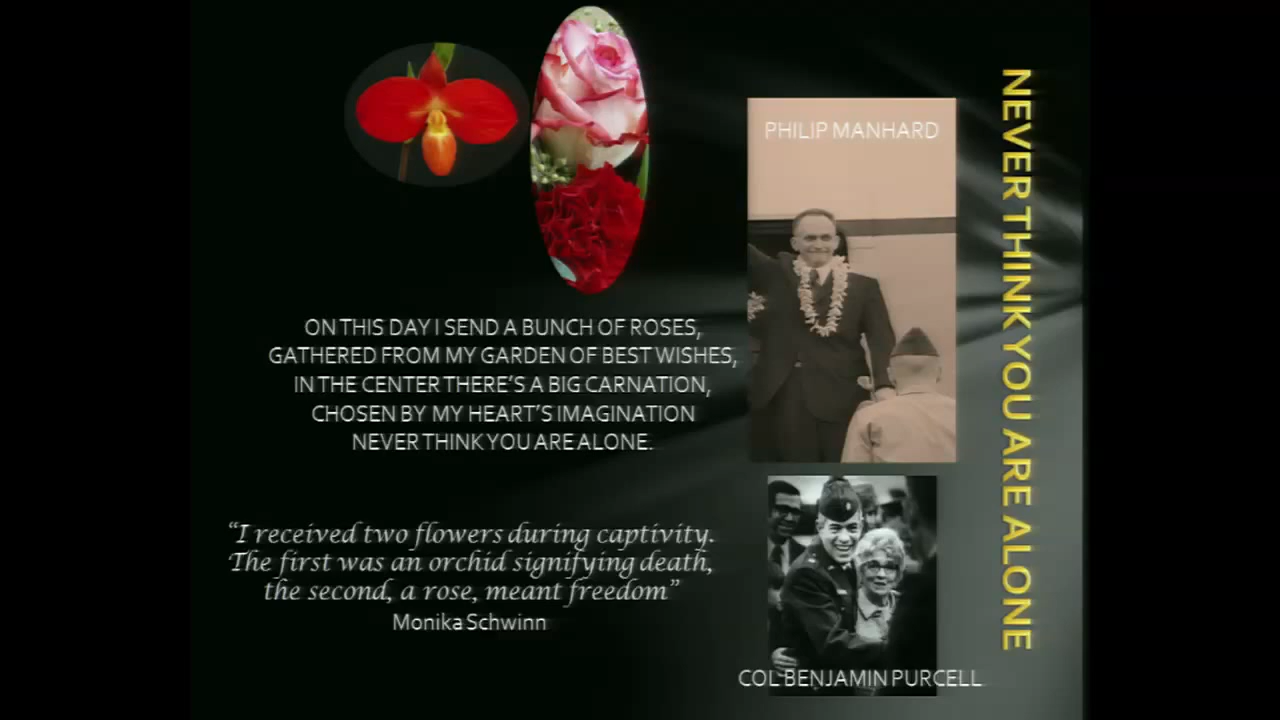 PHILIP MANHARD
NEVER THINK YOU ARE ALONE
ON THIS DAY I SEND A BUNCH OF ROSES,
GATHERED FROM MY GARDEN OF BEST WISHES,
IN THE CENTER THERE'S A BIG CARNATION,
CHOSEN BY MY HEART'S IMAGINATION
NEVER THINK YOU ARE ALONE.
“I received two flowers during captivity.
The first was an orchid signifying death,
the second, a rose, meant freedom”
Monika Schwinn
COL BENJAMIN PURCELL